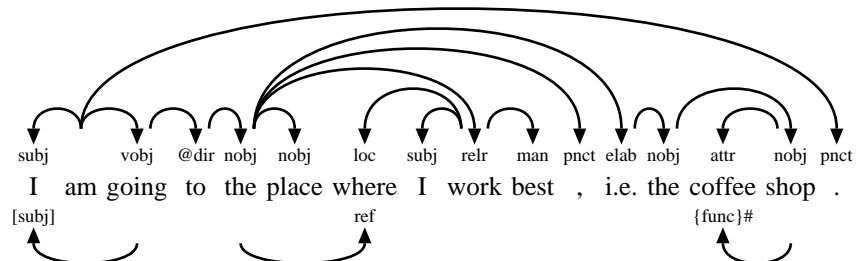 subj vobj @dir nobj nobj loc subj relr man pnct elab nobj attr nobj pnct
I am going to the place where I work best , i.e. the coffee shop .
[subj] ref {func}#